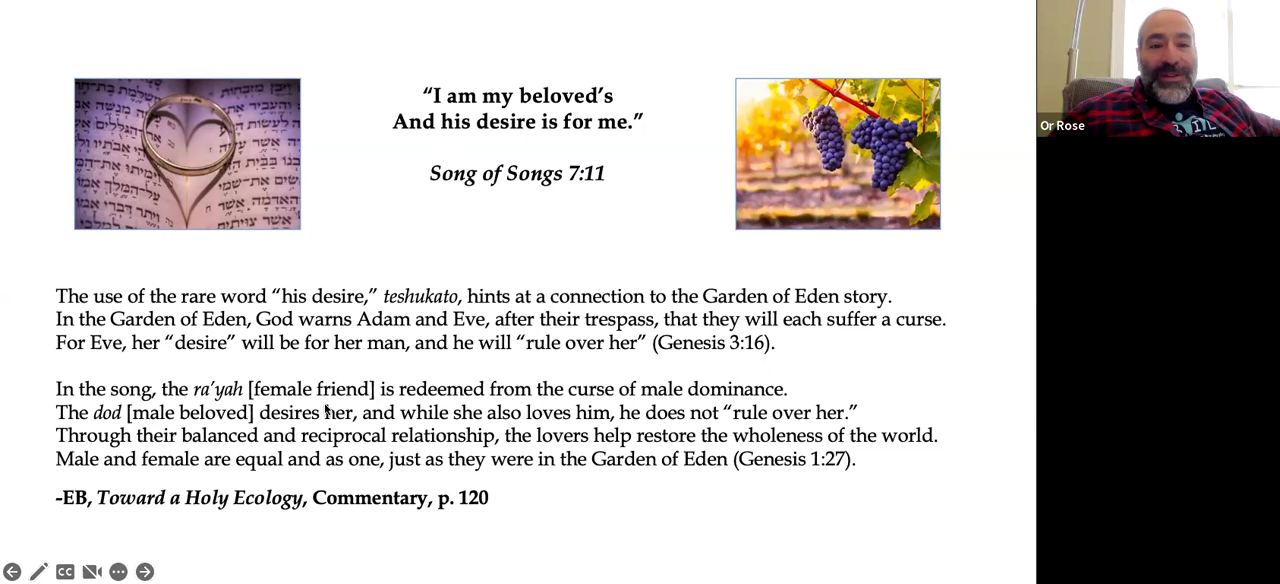 “I am my beloved’s
And his desire is for me.”
Song of Songs 7:11
Or Rose
The use of the rare word “his desire,” teshukato, hints at a connection to the Garden of Eden story.
In the Garden of Eden, God warns Adam and Eve, after their trespass, that they will each suffer a curse.
For Eve, her “desire” will be for her man, and he will “rule over her” (Genesis 3:16).
In the song, the ra’yah [female friend] is redeemed from the curse of male dominance.
The dod [male beloved] desires her, and while she also loves him, he does not “rule over her.”
Through their balanced and reciprocal relationship, the lovers help restore the wholeness of the world.
Male and female are equal and as one, just as they were in the Garden of Eden (Genesis 1:27).
-EB, Toward a Holy Ecology, Commentary, p. 120
CC